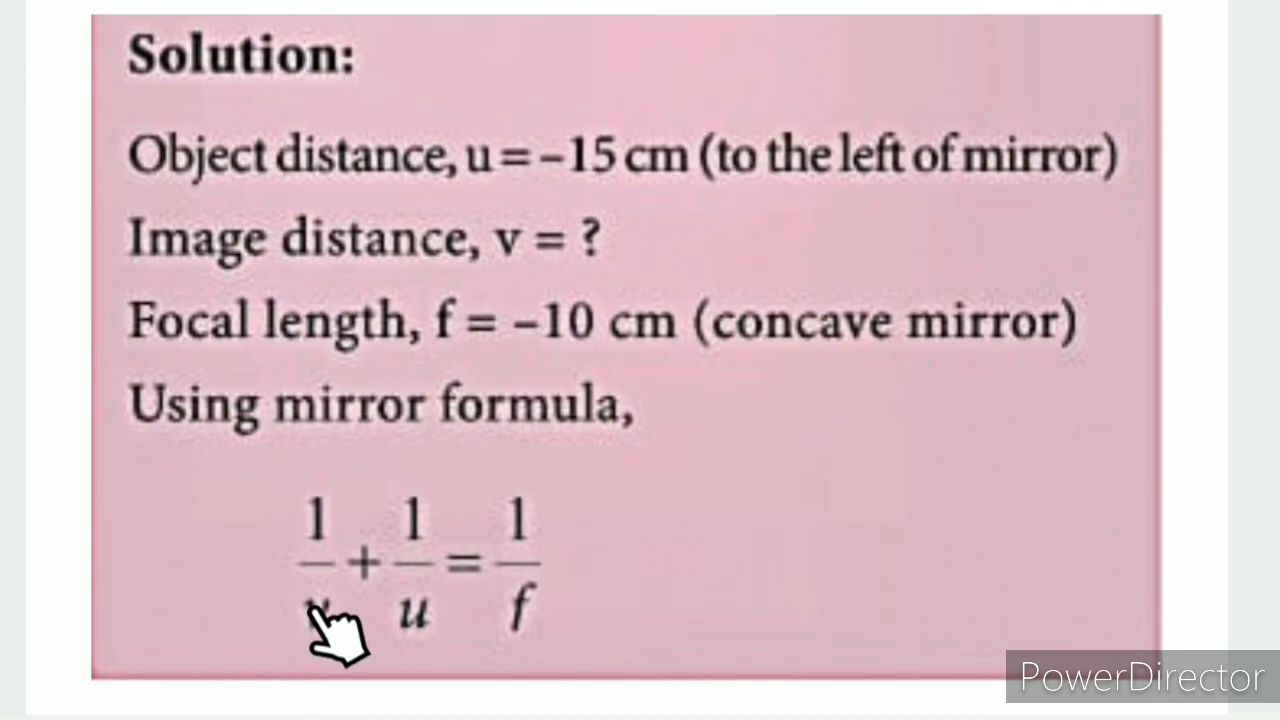 Solution:
Object distance, u = –15 cm (to the left of mirror)
Image distance, v = ?
Focal length, f = –10 cm (concave mirror)
Using mirror formula,
1 1 1
— + — = —
u f
PowerDirector